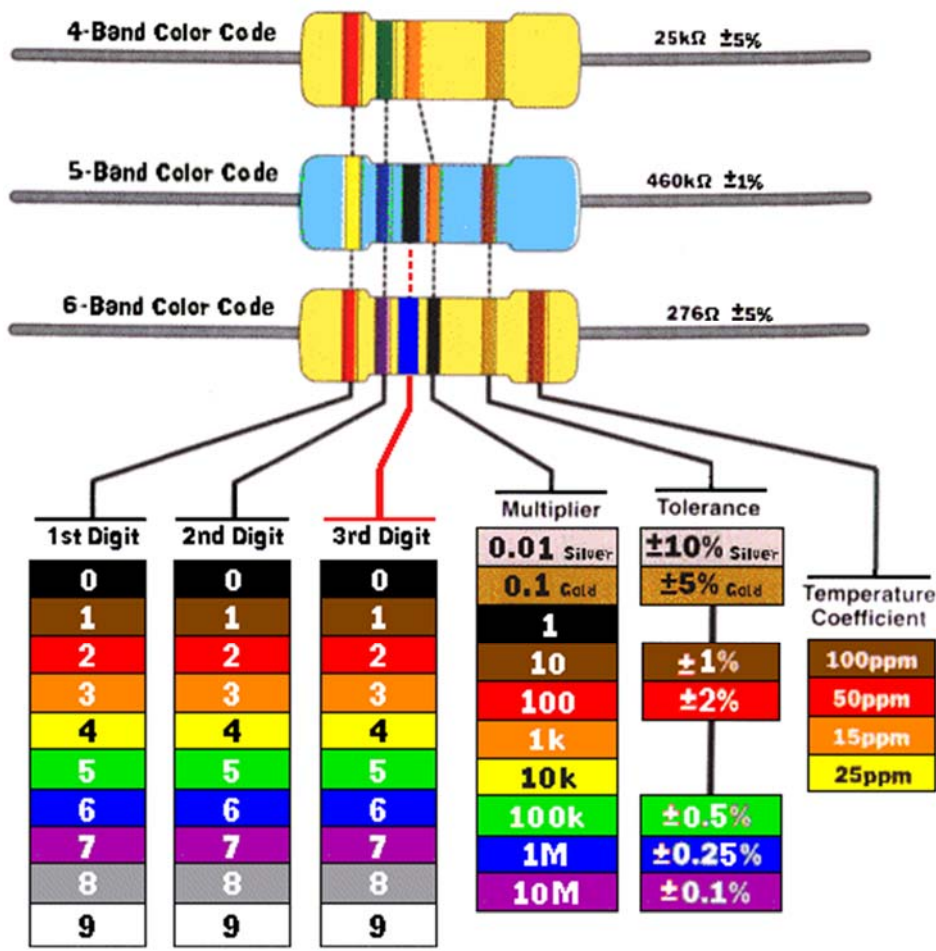 4-Band Color Code
25kΩ ±5%
5-Band Color Code
460kΩ ±1%
6-Band Color Code
276Ω ±5%
1st Digit
0
1
2
3
4
5
6
7
8
9
2nd Digit
0
1
2
3
4
5
6
7
8
9
3rd Digit
0
1
2
3
4
5
6
7
8
9
Multiplier
0.01 Silver
0.1 Gold
1
10
100
1k
10k
100k
1M
10M
Tolerance
±10% Silver
±5% Gold
±1%
±2%
±0.5%
±0.25%
±0.1%
Temperature
Coefficient
100ppm
50ppm
15ppm
25ppm